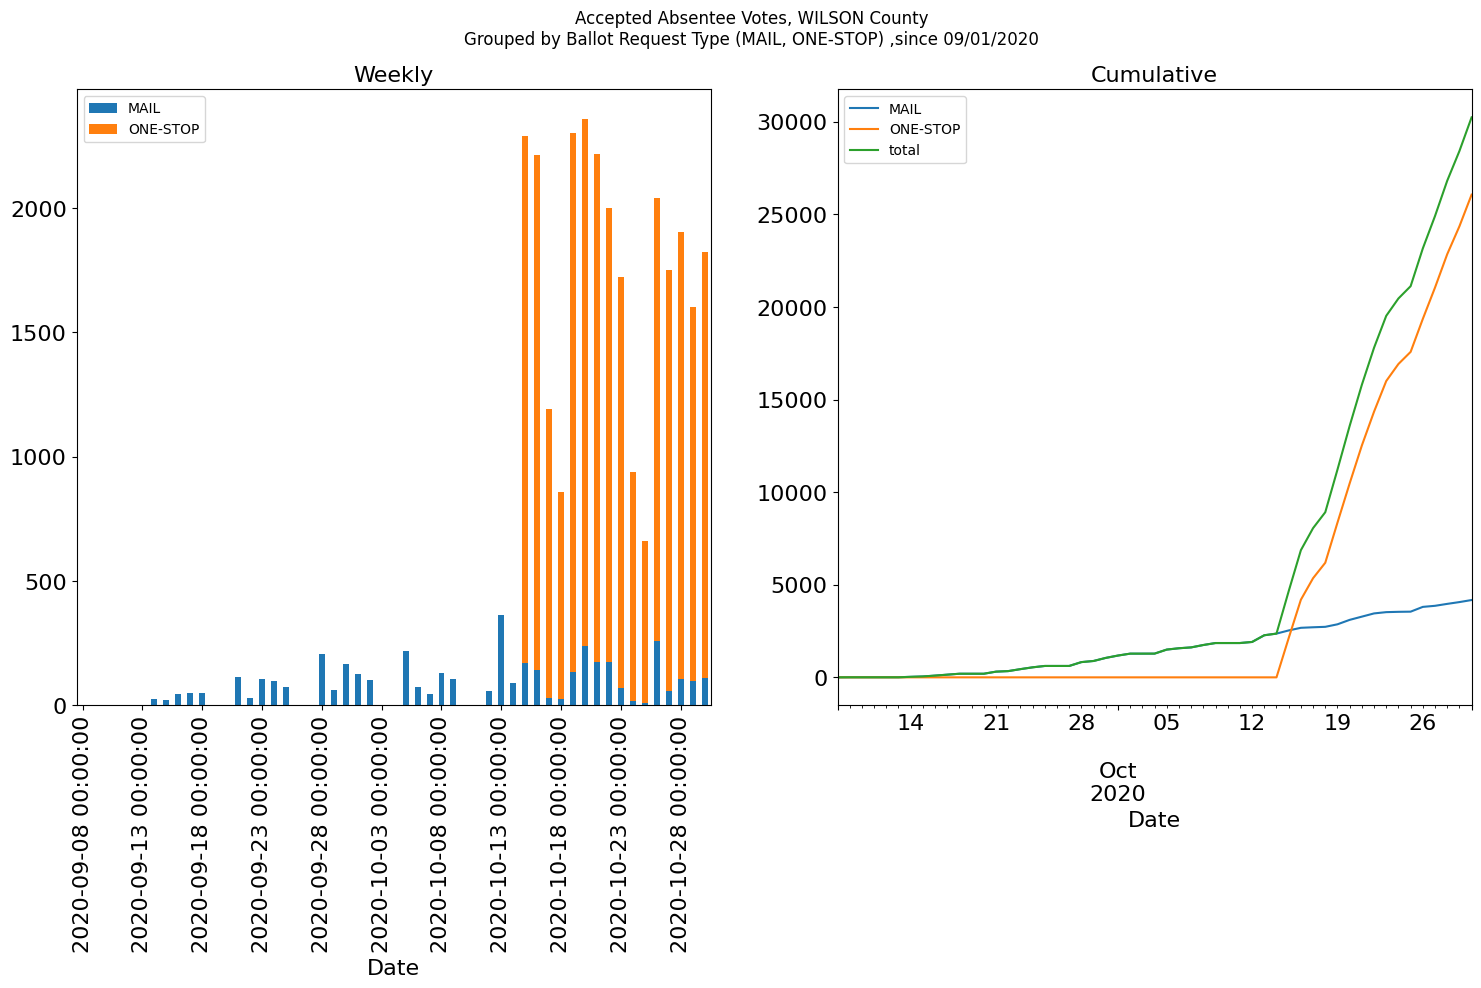 Accepted Absentee Votes, WILSON County
Grouped by Ballot Request Type (MAIL, ONE-STOP) ,since 09/01/2020
Weekly
MAIL
ONE-STOP
2000
1500
1000
500
0
2020-09-08 00:00:00
2020-09-13 00:00:00
2020-09-18 00:00:00
2020-09-23 00:00:00
2020-09-28 00:00:00
2020-10-03 00:00:00
2020-10-08 00:00:00
2020-10-13 00:00:00
2020-10-18 00:00:00
2020-10-23 00:00:00
2020-10-28 00:00:00
Date
Cumulative
MAIL
ONE-STOP
total
30000
25000
20000
15000
10000
5000
0
14 21 28 05 12 19 26
Oct
2020
Date